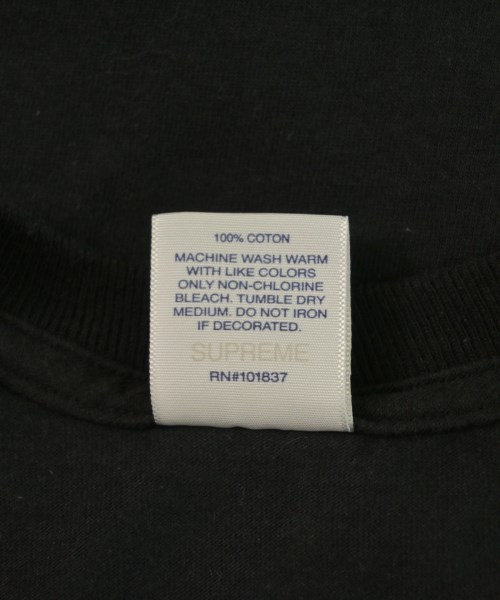 100% COTON
MACHINE WASH WARM
WITH LIKE COLORS
ONLY NON-CHLORINE
BLEACH. TUMBLE DRY
MEDIUM. DO NOT IRON
IF DECORATED.
SUPREME
RN#101837